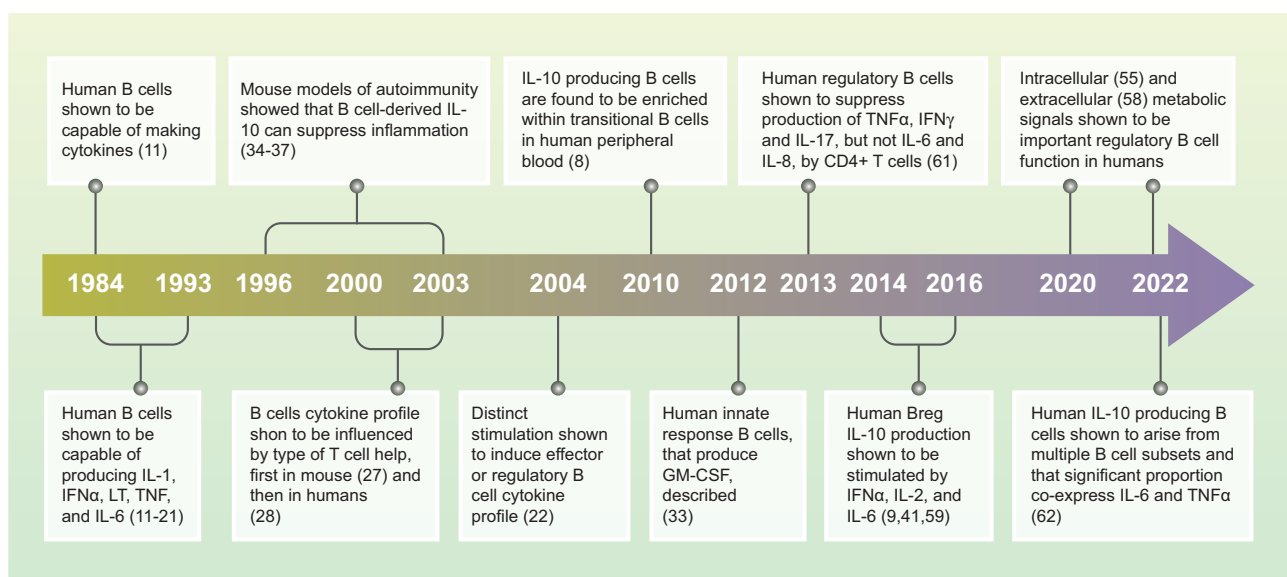 Human B cells
shown to be
capable of making
cytokines (11)
Mouse models of autoimmunity
showed that B cell-derived IL-
10 can suppress inflammation
(34-37)
IL-10 producing B cells
are found to be enriched
within transitional B cells
in human peripheral
blood (8)
Human regulatory B cells
shown to suppress
production of TNFα, IFNγ
and IL-17, but not IL-6 and
IL-8, by CD4+ T cells (61)
Intracellular (55) and
extracellular (58) metabolic
signals shown to be
important regulatory B cell
function in humans
1984 1993 1996 2000 2003 2004 2010 2012 2013 2014 2016 2020 2022
Human B cells
shown to be
capable of
producing IL-1,
IFNα, LT, TNF,
and IL-6 (11-21)
B cells cytokine profile
shon to be influenced
by type of T cell help,
first in mouse (27) and
then in humans
(28)
Distinct
stimulation shown
to induce effector
or regulatory B
cell cytokine
profile (22)
Human innate
response B cells,
that produce
GM-CSF,
described
(33)
Human Breg
IL-10 production
shown to be
stimulated by
IFNα, IL-2, and
IL-6 (9,41,59)
Human IL-10 producing B
cells shown to arise from
multiple B cell subsets and
that significant proportion
co-express IL-6 and TNFα
(62)